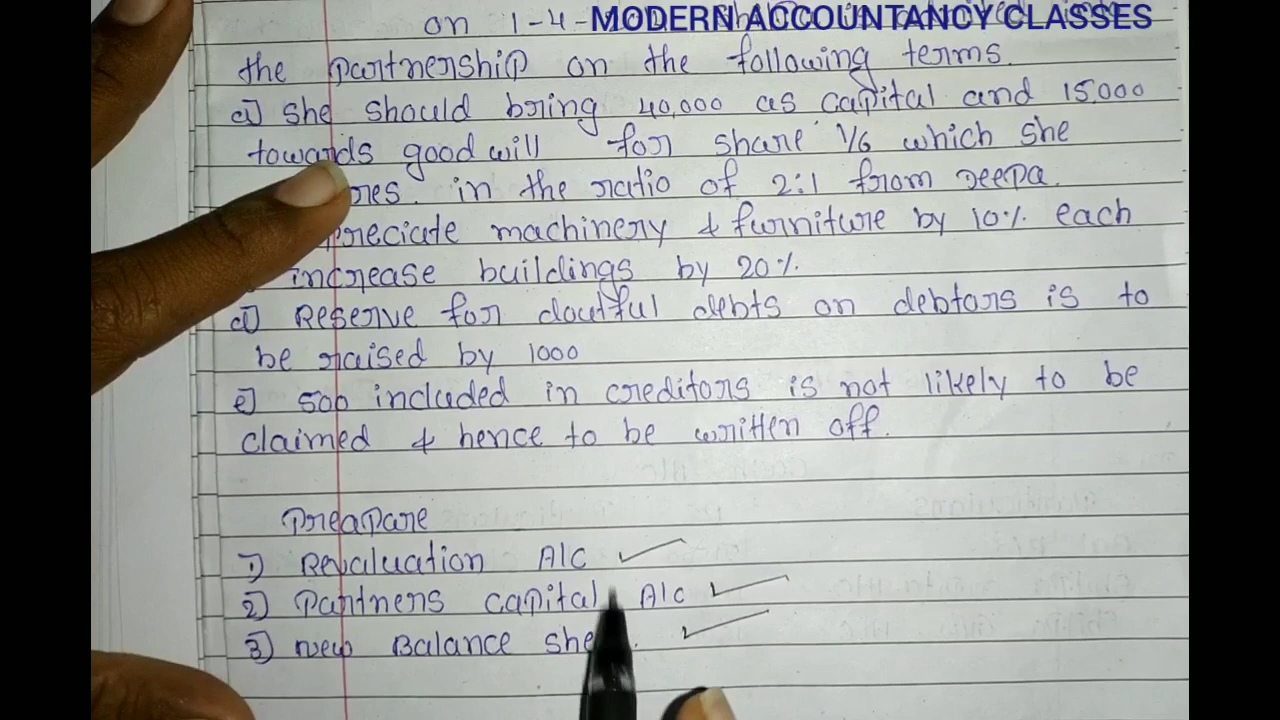 on 1-4- MODERN ACCOUNTANCY CLASSES
the partnership on the following terms.
a) she should bring 40,000 as capital and 15,000
towards goodwill for share 1/6 which she
in the ratio of 2:1 from Deepa.
machinery & furniture by 10% each
increase buildings by 20%.
d) Reserve for doutful debts on debtors is to
be raised by 1000
e) 500 included in creditors is not likely to be
claimed & hence to be written off.
Preapare
1) Revaluation A/c
2) Partners capital A/c
3) New Balance